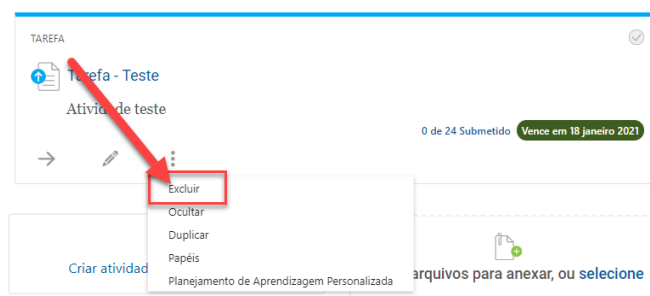 TAREFA
Tarefa - Teste
Atividade teste
0 de 24 Submetido Vence em 18 janeiro 2021
Excluir
Ocultar
Duplicar
Papéis
Planejamento de Aprendizagem Personalizada
Criar atividad
arquivos para anexar, ou selecione